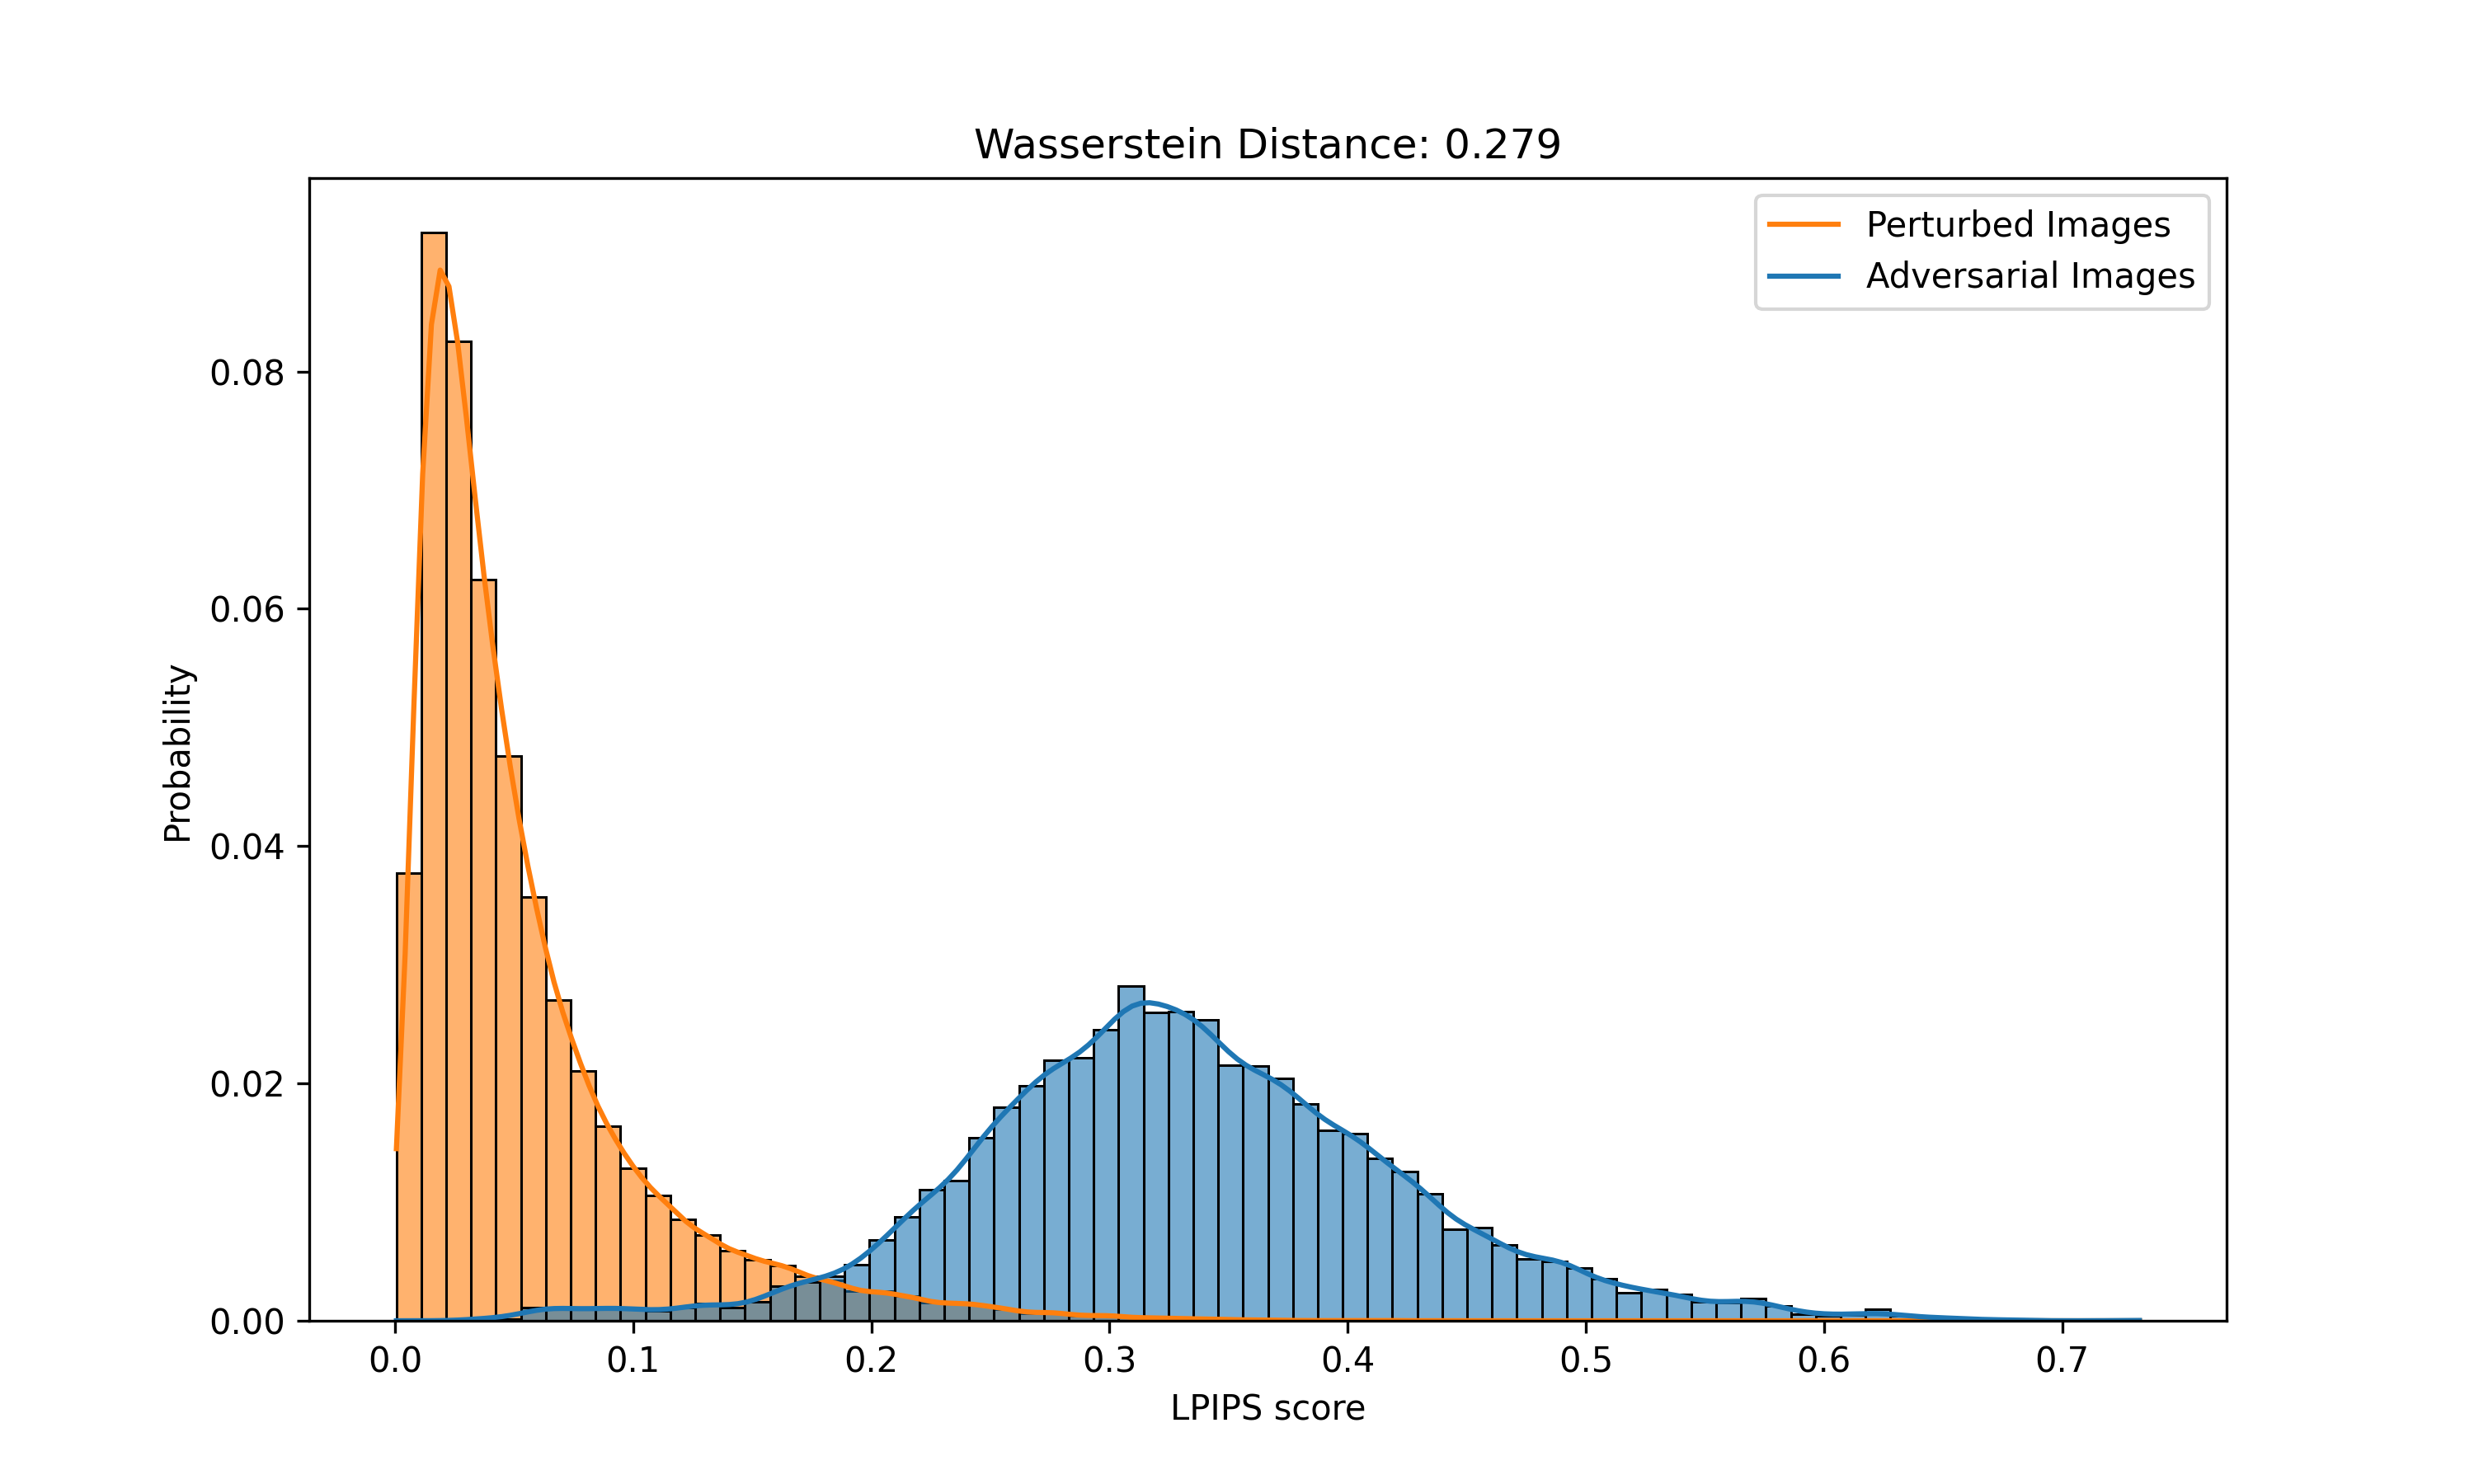 Wasserstein Distance: 0.279
Perturbed Images
Adversarial Images
Probability
0.08
0.06
0.04
0.02
0.00
0.0 0.1 0.2 0.3 0.4 0.5 0.6 0.7
LPIPS score